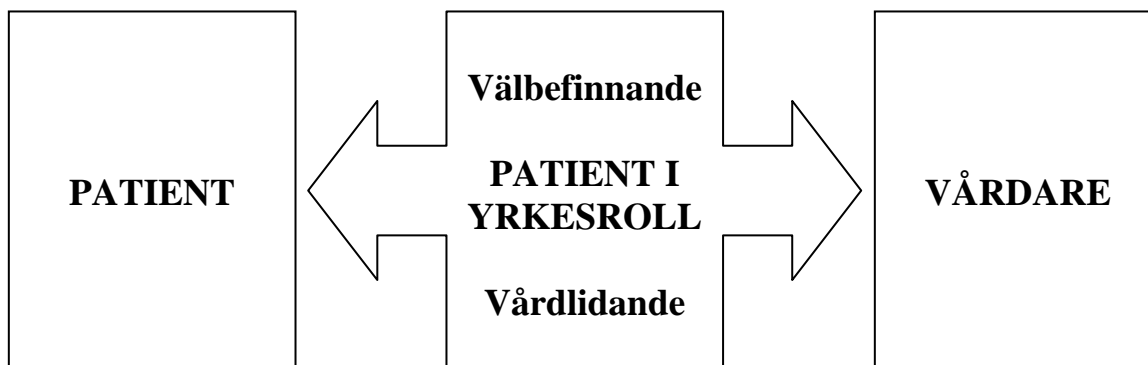 PATIENT
Välbefinnande
PATIENT I
YRKESROLL
Vårdlidande
VÅRDARE